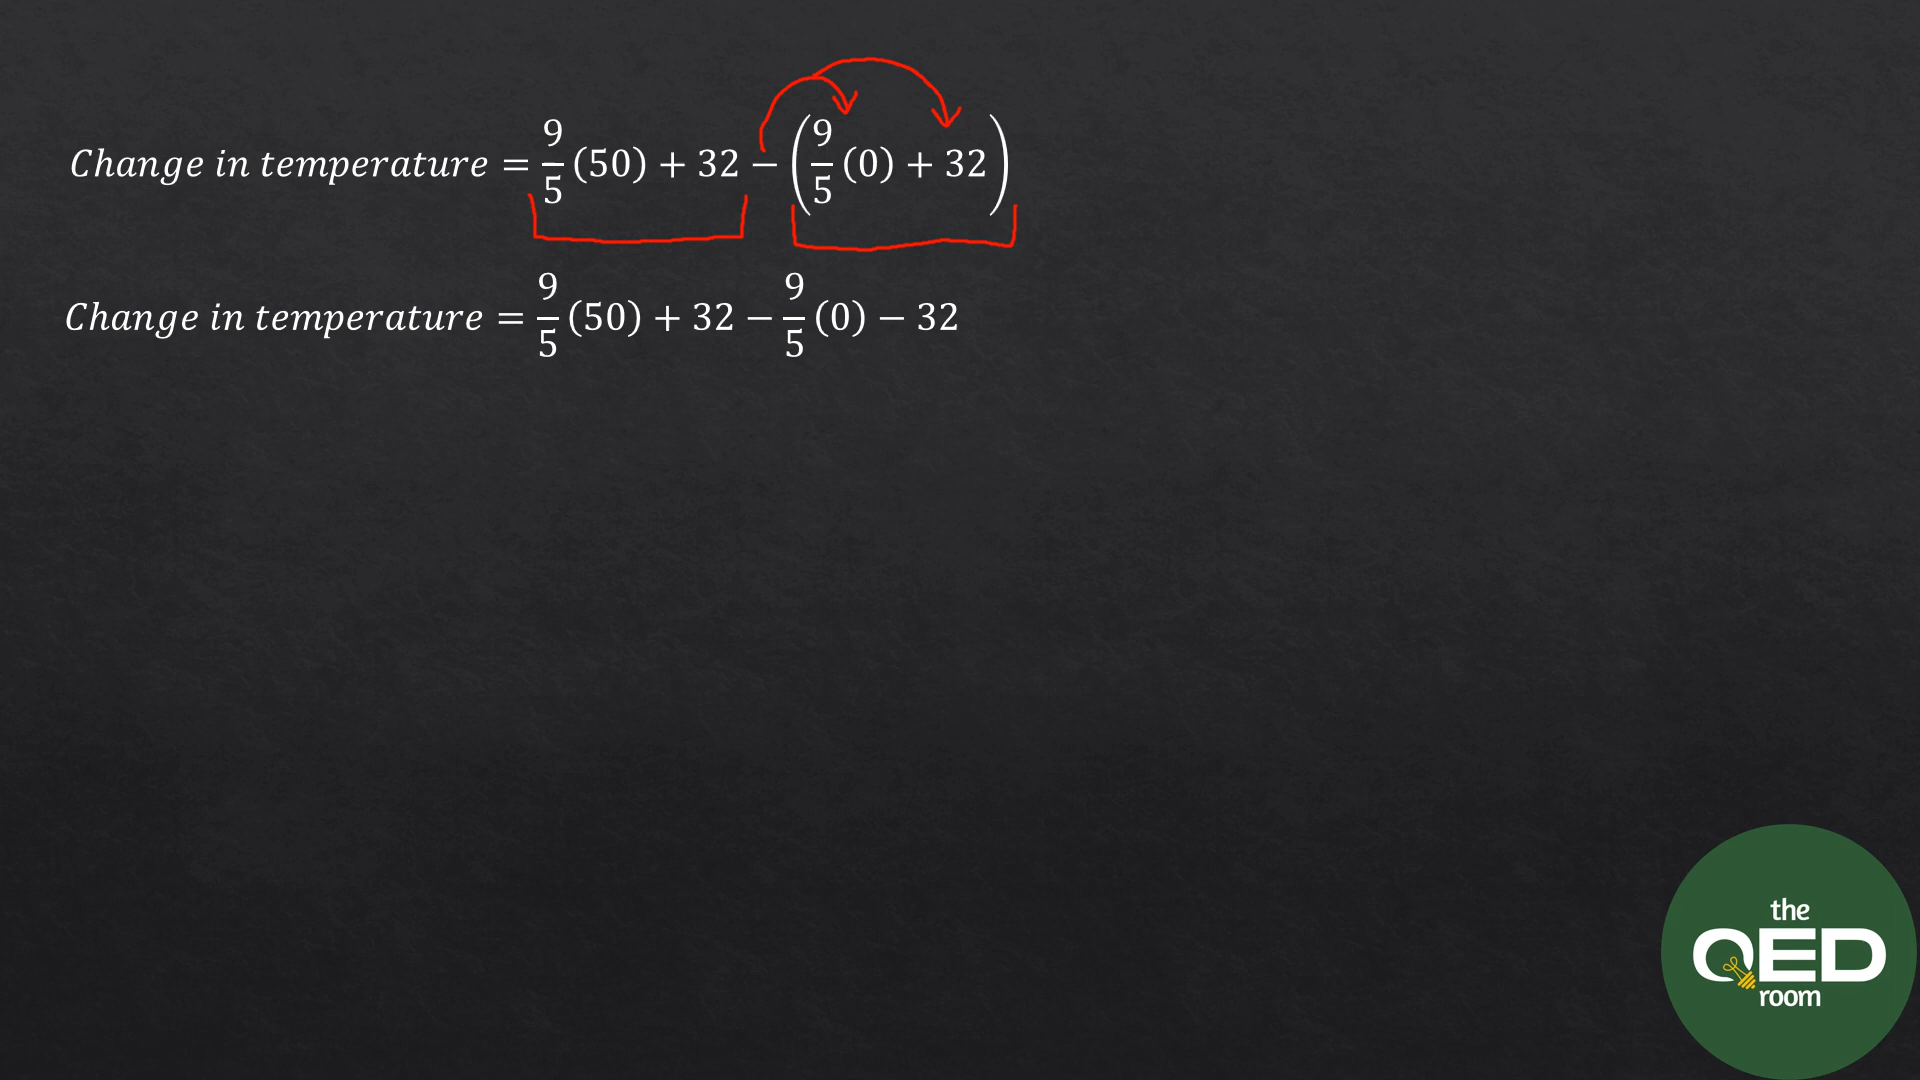 Change in temperature = 9/5 (50) + 32 − (9/5 (0) + 32)
Change in temperature = 9/5 (50) + 32 − 9/5 (0) − 32
the
QED
room